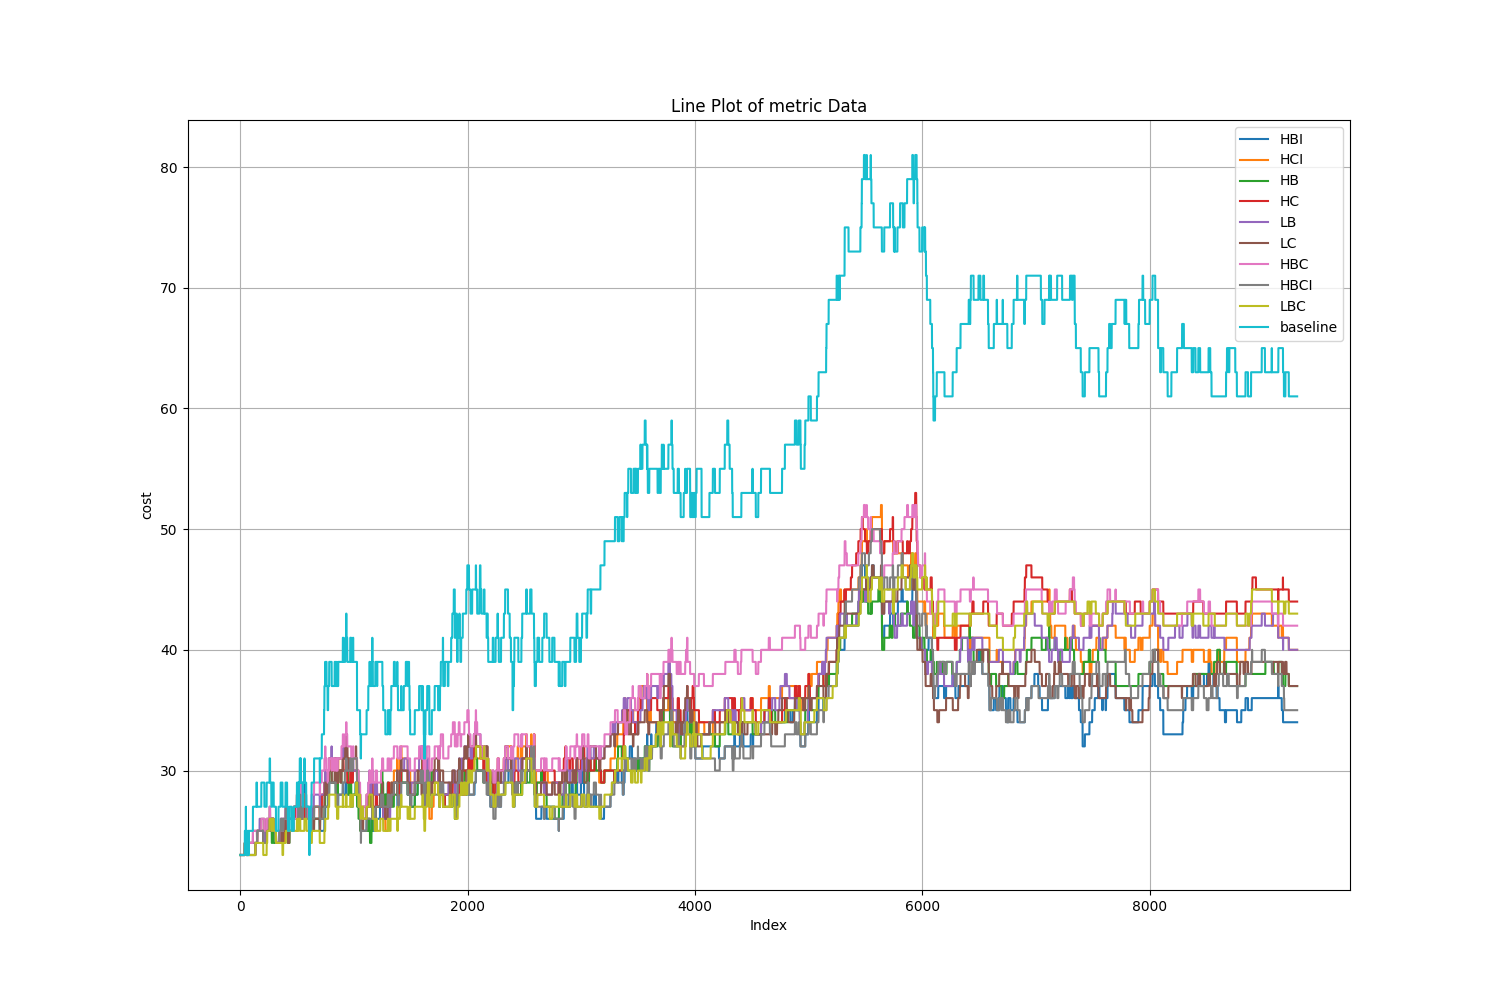 Line Plot of metric Data
80
70
60
50
40
30
cost
0
2000
4000
6000
8000
Index
HBI
HCI
HB
HC
LB
LC
HBC
HBCI
LBC
baseline